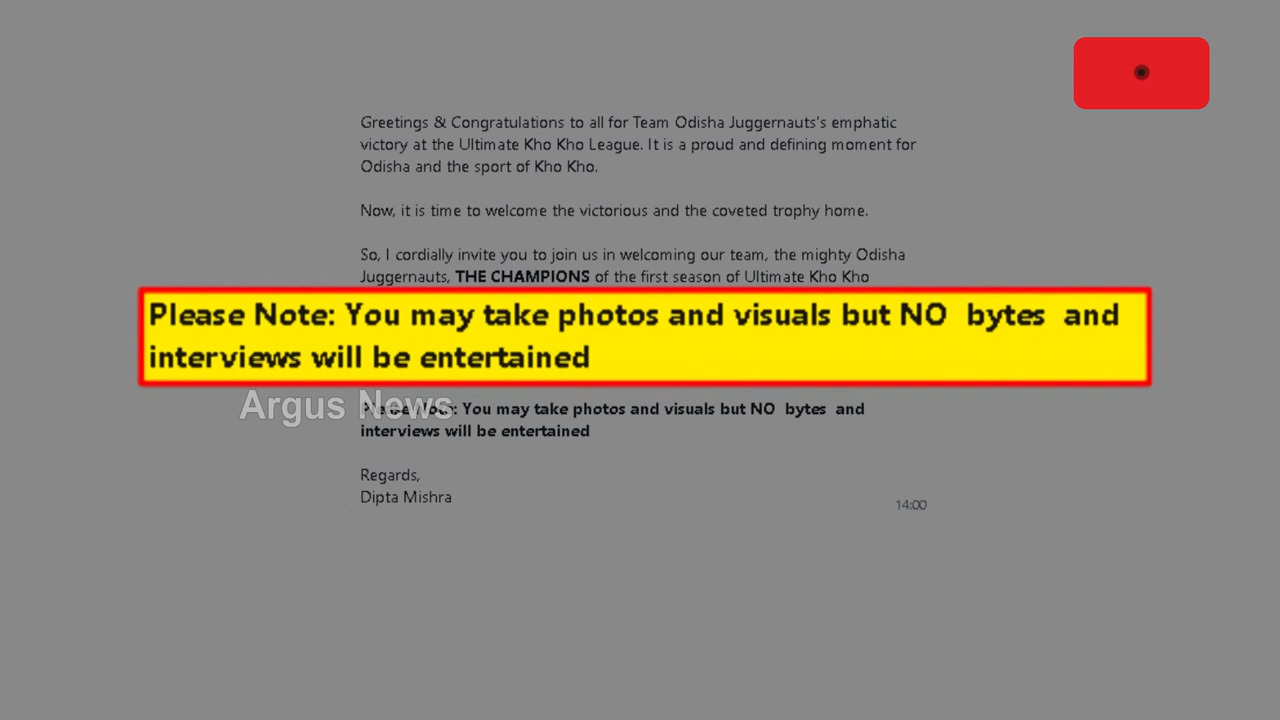 Greetings & Congratulations to all for Team Odisha Juggernauts's emphatic
victory at the Ultimate Kho Kho League. It is a proud and defining moment for
Odisha and the sport of Kho Kho.
Now, it is time to welcome the victorious and the coveted trophy home.
So, I cordially invite you to join us in welcoming our team, the mighty Odisha
Juggernauts, THE CHAMPIONS of the first season of Ultimate Kho Kho
Please Note: You may take photos and visuals but NO bytes and
interviews will be entertained
Argus News
Please Note: You may take photos and visuals but NO bytes and
interviews will be entertained
Regards,
Dipta Mishra
14:00